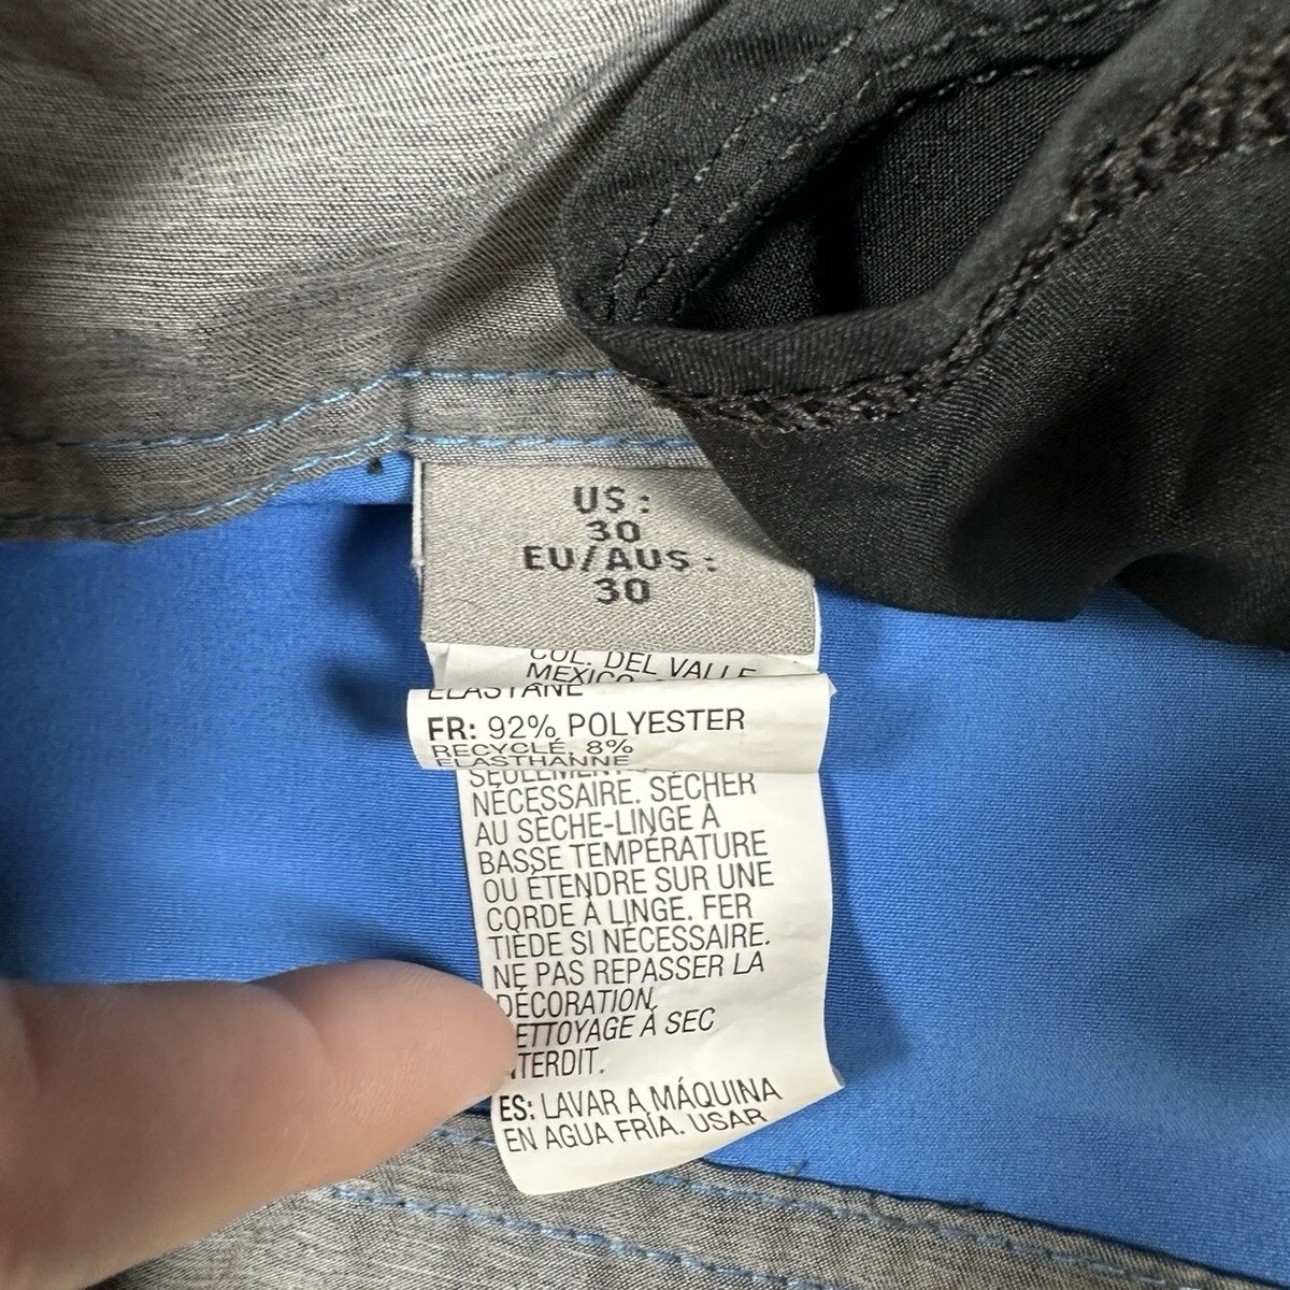 US:
30
EU/AUS:
30
COL. DEL VALLE
MEXICO
ELASTANE
FR: 92% POLYESTER
RECYCLÉ, 8%
ELASTHANNE
SEULEMENT
NÉCESSAIRE. SÉCHER
AU SÈCHE-LINGE À
BASSE TEMPÉRATURE
OU ÉTENDRE SUR UNE
CORDE À LINGE. FER
TIÈDE SI NÉCESSAIRE.
NE PAS REPASSER LA
DÉCORATION.
ETTOYAGE À SEC
TERDIT.
ES: LAVAR A MÁQUINA
EN AGUA FRÍA. USAR